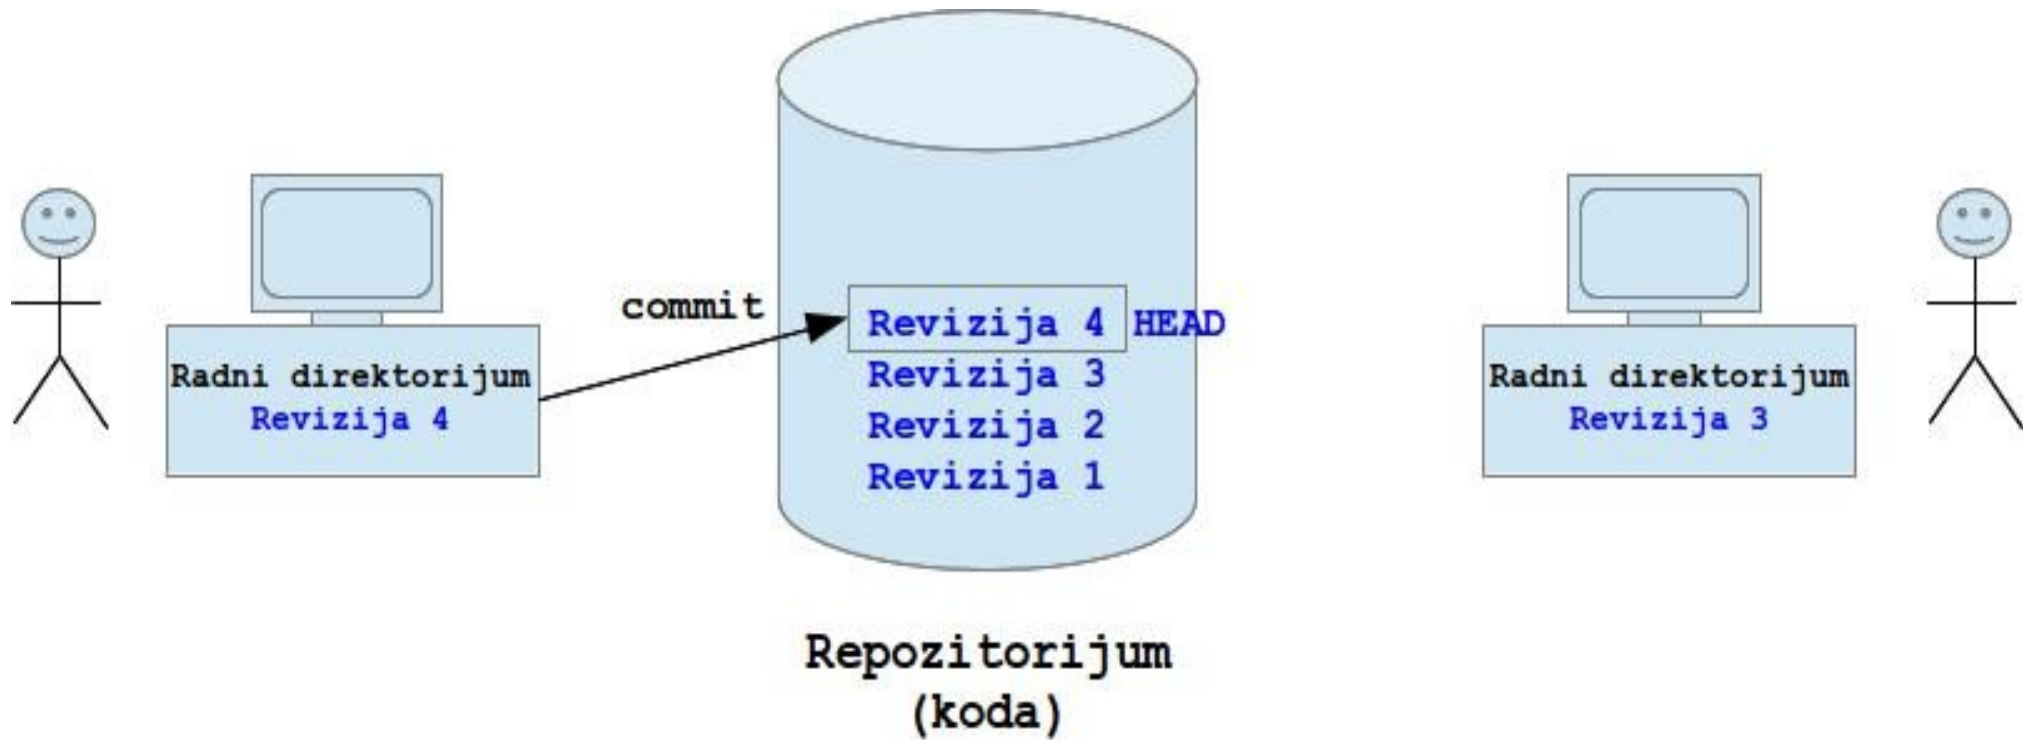 Radni direktorijum
Revizija 4
commit
Revizija 4 HEAD
Revizija 3
Revizija 2
Revizija 1
Repozitorijum
(koda)
Radni direktorijum
Revizija 3